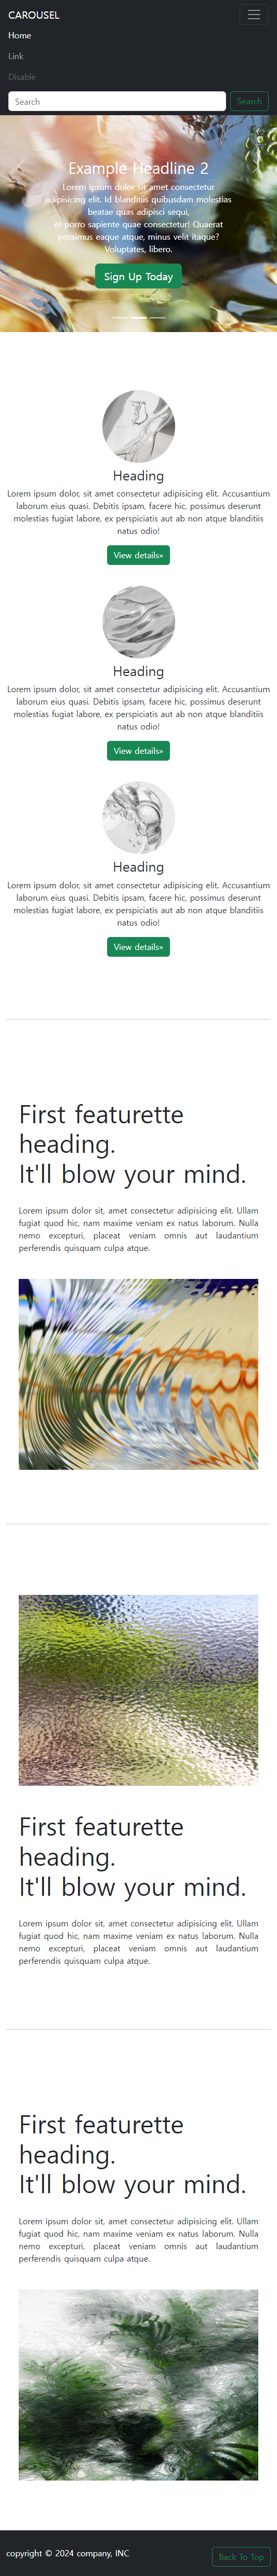 CAROUSEL
Home
Link
Disable
Search Search
Example Headline 2
Lorem ipsum dolor sit amet consectetur
adipisicing elit. Id blanditiis quibusdam molestias
beatae quas adipisci sequi,
et porro sapiente quae consectetur! Quaerat
possimus eaque atque, minus velit itaque?
Voluptates, libero.
Sign Up Today
Heading
Lorem ipsum dolor, sit amet consectetur adipisicing elit. Accusantium
laborum eius quasi. Debitis ipsam, facere hic, possimus deserunt
molestias fugiat labore, ex perspiciatis aut ab non atque blanditiis
natus odio!
View details»
Heading
Lorem ipsum dolor, sit amet consectetur adipisicing elit. Accusantium
laborum eius quasi. Debitis ipsam, facere hic, possimus deserunt
molestias fugiat labore, ex perspiciatis aut ab non atque blanditiis
natus odio!
View details»
Heading
Lorem ipsum dolor, sit amet consectetur adipisicing elit. Accusantium
laborum eius quasi. Debitis ipsam, facere hic, possimus deserunt
molestias fugiat labore, ex perspiciatis aut ab non atque blanditiis
natus odio!
View details»
First featurette
heading.
It'll blow your mind.
Lorem ipsum dolor sit, amet consectetur adipisicing elit. Ullam
fugiat quod hic, nam maxime veniam ex natus laborum. Nulla
nemo excepturi, placeat veniam omnis aut laudantium
perferendis quisquam culpa atque.
First featurette
heading.
It'll blow your mind.
Lorem ipsum dolor sit, amet consectetur adipisicing elit. Ullam
fugiat quod hic, nam maxime veniam ex natus laborum. Nulla
nemo excepturi, placeat veniam omnis aut laudantium
perferendis quisquam culpa atque.
First featurette
heading.
It'll blow your mind.
Lorem ipsum dolor sit, amet consectetur adipisicing elit. Ullam
fugiat quod hic, nam maxime veniam ex natus laborum. Nulla
nemo excepturi, placeat veniam omnis aut laudantium
perferendis quisquam culpa atque.
copyright © 2024 company, INC
Back To Top